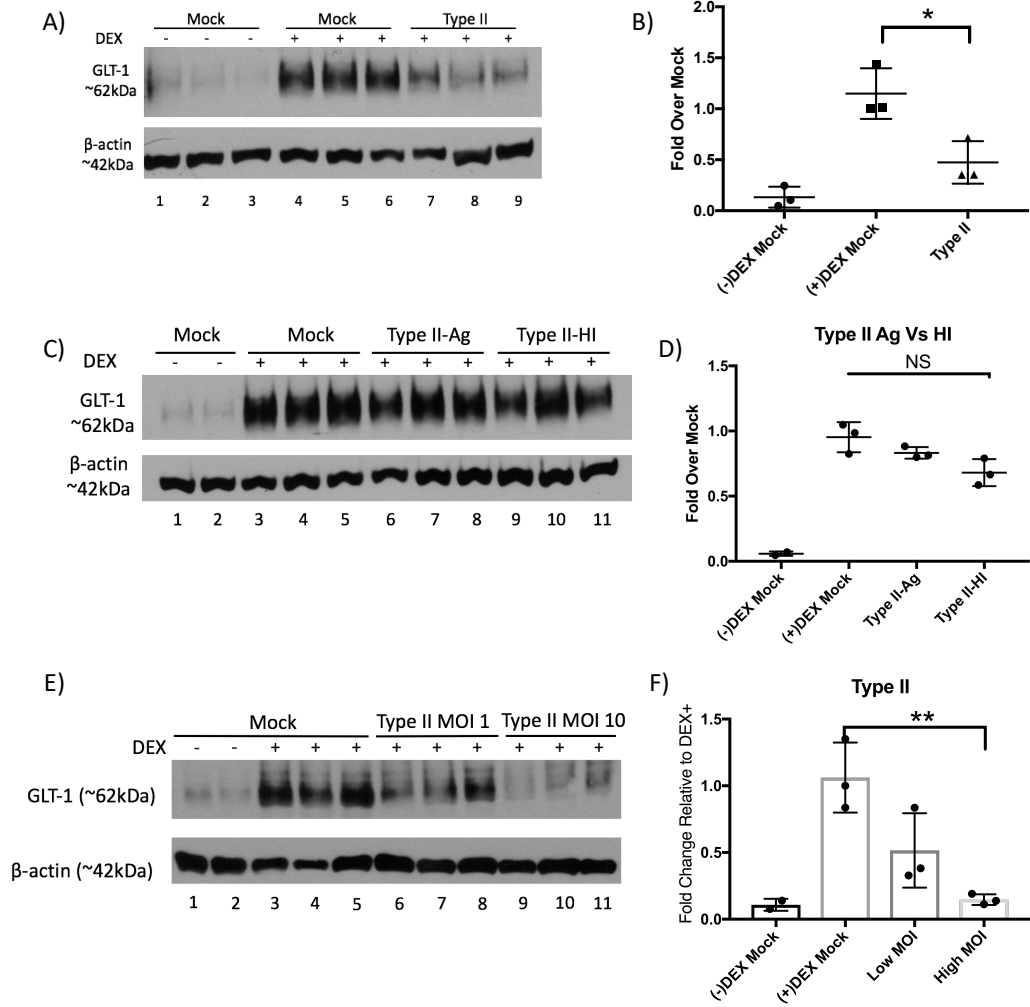 A)
Mock Mock Type II
DEX - - - + + + + + +
GLT-1
~62kDa
β-actin
~42kDa
1 2 3 4 5 6 7 8 9
B)
Fold Over Mock
2.0
1.5
1.0
0.5
0.0
*
(-)DEX Mock
(+)DEX Mock
Type II
C)
Mock Mock Type II-Ag Type II-HI
DEX - - + + + + + + + + +
GLT-1
~62kDa
β-actin
~42kDa
1 2 3 4 5 6 7 8 9 10 11
D)
Type II Ag Vs HI
NS
Fold Over Mock
1.5
1.0
0.5
0.0
(-)DEX Mock
(+)DEX Mock
Type II-Ag
Type II-HI
E)
Mock Type II MOI 1 Type II MOI 10
DEX - - + + + + + + + + +
GLT-1 (~62kDa)
β-actin (~42kDa)
1 2 3 4 5 6 7 8 9 10 11
F)
Type II
**
Fold Change Relative to DEX+
1.5
1.0
0.5
0.0
(-)DEX Mock
(+)DEX Mock
Low MOI
High MOI